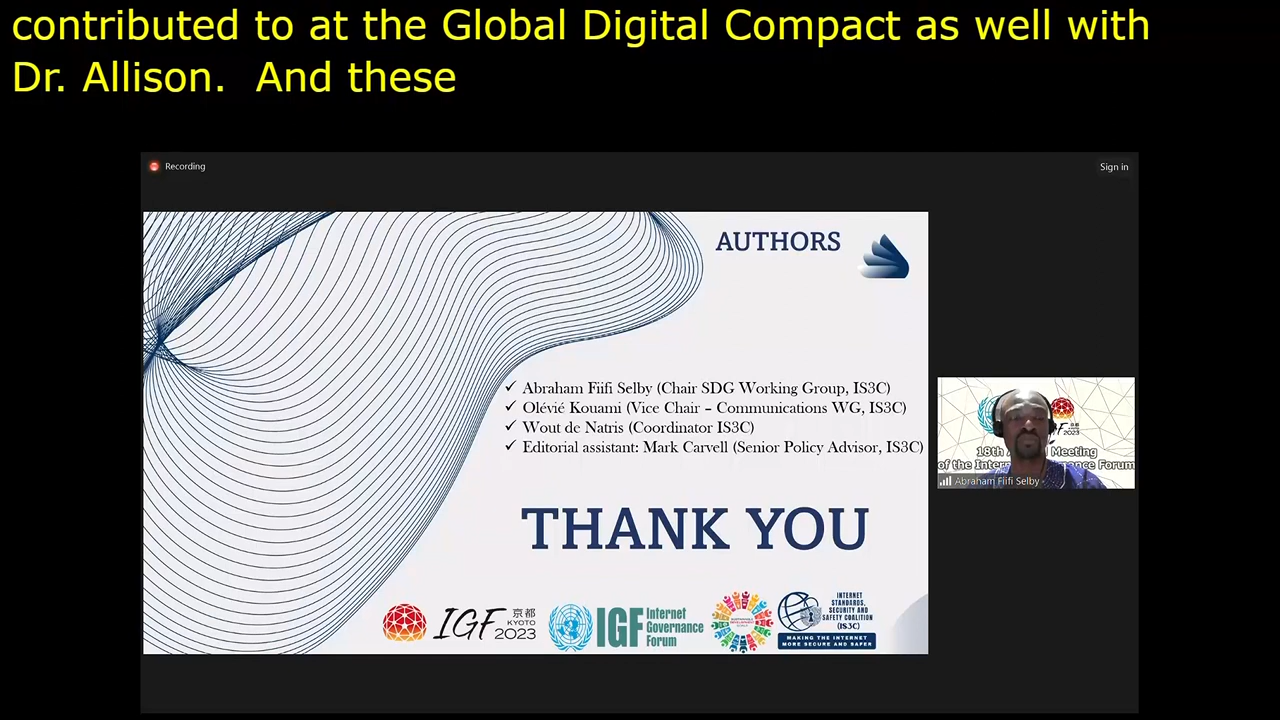 contributed to at the Global Digital Compact as well with
Dr. Allison.  And these
Recording
Sign in
AUTHORS
✓ Abraham Fiifi Selby (Chair SDG Working Group, IS3C)
✓ Olévié Kouami (Vice Chair – Communications WG, IS3C)
✓ Wout de Natris (Coordinator IS3C)
✓ Editorial assistant: Mark Carvell (Senior Policy Advisor, IS3C)
THANK YOU
IGF 京都
KYOTO
2023
IGF Internet
Governance
Forum
INTERNET
STANDARDS,
SECURITY AND
SAFETY COALITION
(IS3C)
MAKING THE INTERNET
MORE SECURE AND SAFER
2023
18th Meeting
of the Inter ance Forum
Abraham Fiifi Selby